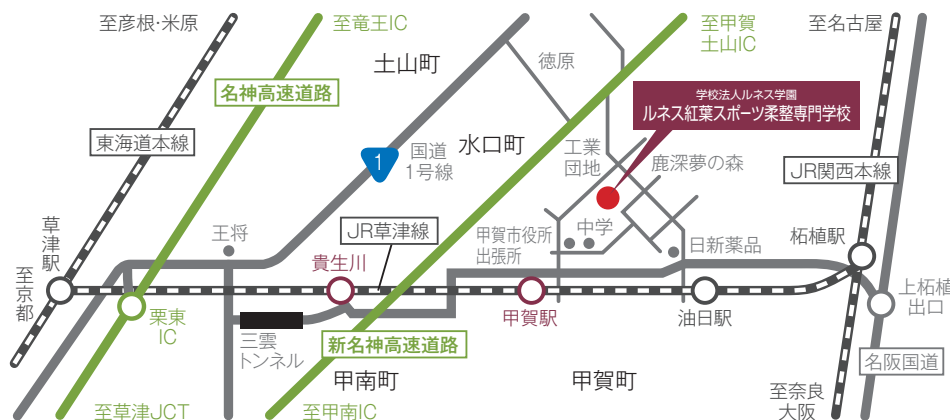 至彦根・米原
至竜王IC
至甲賀
土山IC
至名古屋
土山町
徳原
名神高速道路
学校法人ルネス学園
ルネス紅葉スポーツ柔整専門学校
東海道本線
1
国道
1号線
水口町
工業
団地
鹿深夢の森
JR関西本線
草津駅
王将
JR草津線
甲賀市役所
出張所
中学
日新薬品
柘植駅
至京都
貴生川
栗東
IC
三雲
トンネル
新名神高速道路
甲賀駅
油日駅
上柘植
出口
甲南町
甲賀町
名阪国道
至草津JCT
至甲南IC
至奈良
大阪